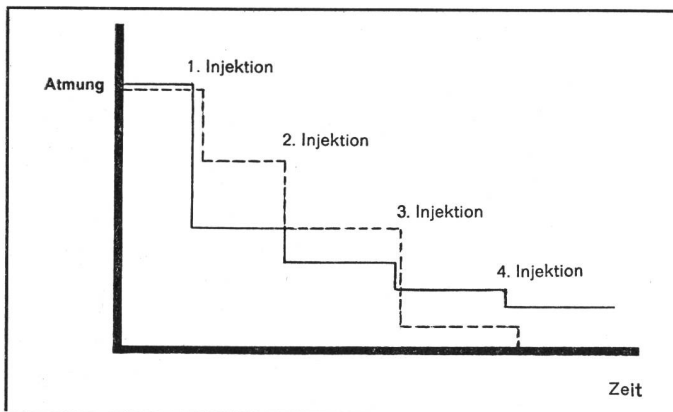 1. Injektion
Atmung
2. Injektion
3. Injektion
4. Injektion
Zeit